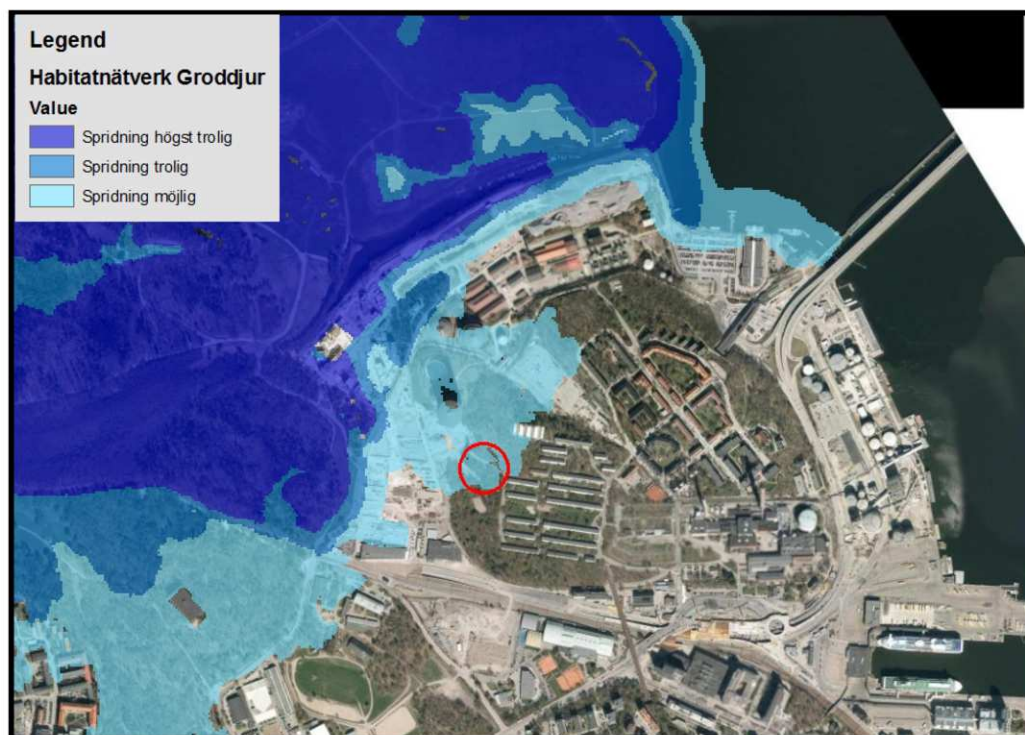 Legend
Habitatnätverk Groddjur
Value
Spridning högst trolig
Spridning trolig
Spridning möjlig